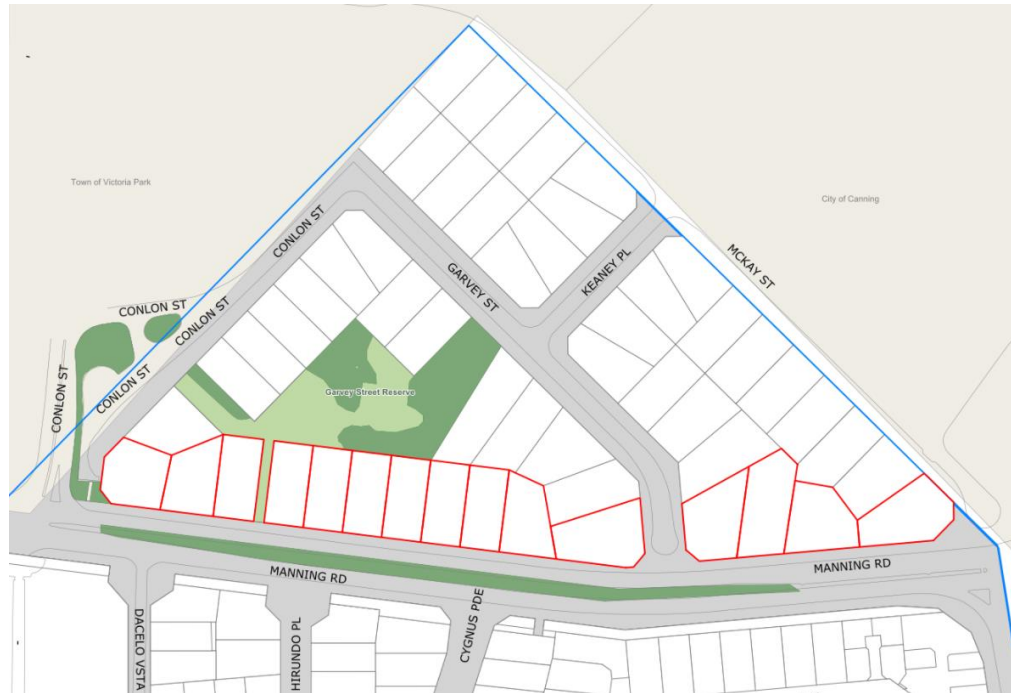 Town of Victoria Park
City of Canning
CONLON ST
GARVEY ST
KEANEY PL
MCKAY ST
CONLON ST
CONLON ST
CONLON ST
CONLON ST
Garvey Street Reserve
MANNING RD
MANNING RD
DACELO VSTA
HIRUNDO PL
CYGNUS PDE